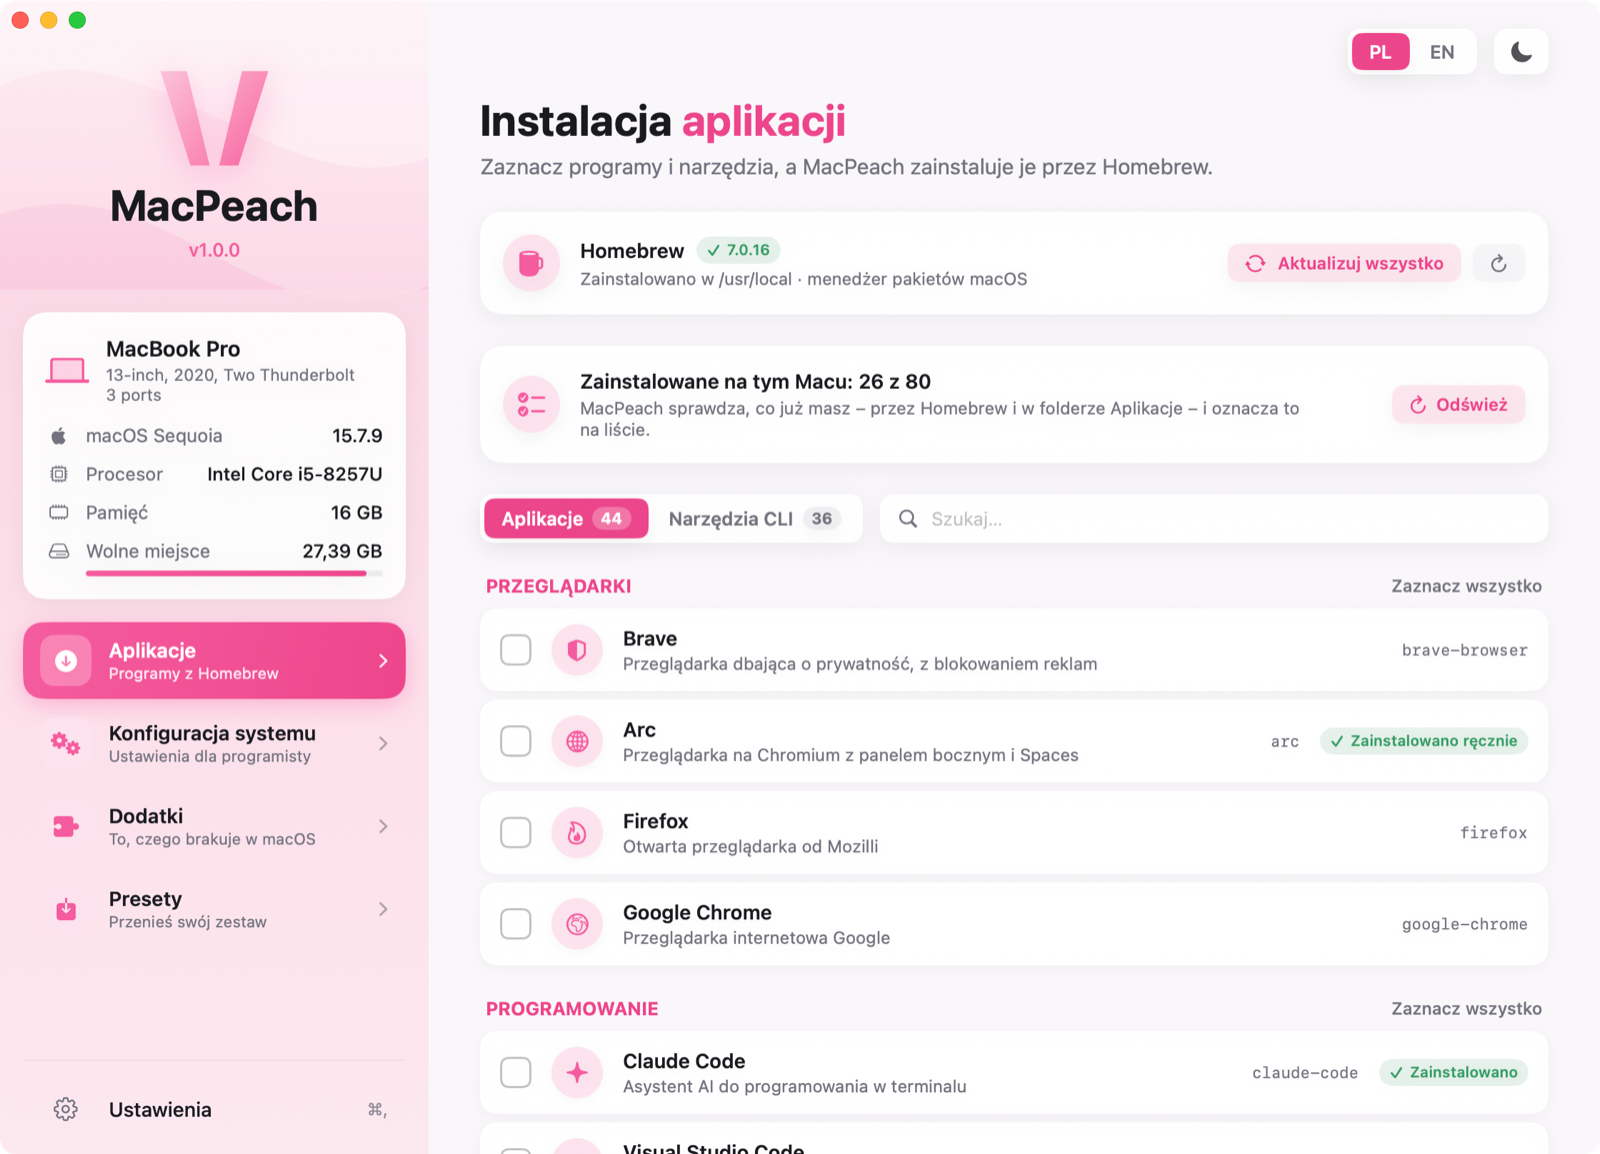 MacPeach
v1.0.0
MacBook Pro
13-inch, 2020, Two Thunderbolt
3 ports
macOS Sequoia 15.7.9
Procesor Intel Core i5-8257U
Pamięć 16 GB
Wolne miejsce 27,39 GB
Aplikacje
Programy z Homebrew
Konfiguracja systemu
Ustawienia dla programisty
Dodatki
To, czego brakuje w macOS
Presety
Przenieś swój zestaw
Ustawienia ⌘,
PL EN
Instalacja aplikacji
Zaznacz programy i narzędzia, a MacPeach zainstaluje je przez Homebrew.
Homebrew ✓ 7.0.16
Zainstalowano w /usr/local · menedżer pakietów macOS
Aktualizuj wszystko
Zainstalowane na tym Macu: 26 z 80
MacPeach sprawdza, co już masz – przez Homebrew i w folderze Aplikacje – i oznacza to
na liście.
Odśwież
Aplikacje 44 Narzędzia CLI 36 Szukaj...
PRZEGLĄDARKI Zaznacz wszystko
Brave
Przeglądarka dbająca o prywatność, z blokowaniem reklam
brave-browser
Arc
Przeglądarka na Chromium z panelem bocznym i Spaces
arc ✓ Zainstalowano ręcznie
Firefox
Otwarta przeglądarka od Mozilli
firefox
Google Chrome
Przeglądarka internetowa Google
google-chrome
PROGRAMOWANIE Zaznacz wszystko
Claude Code
Asystent AI do programowania w terminalu
claude-code ✓ Zainstalowano
Visual Studio Code